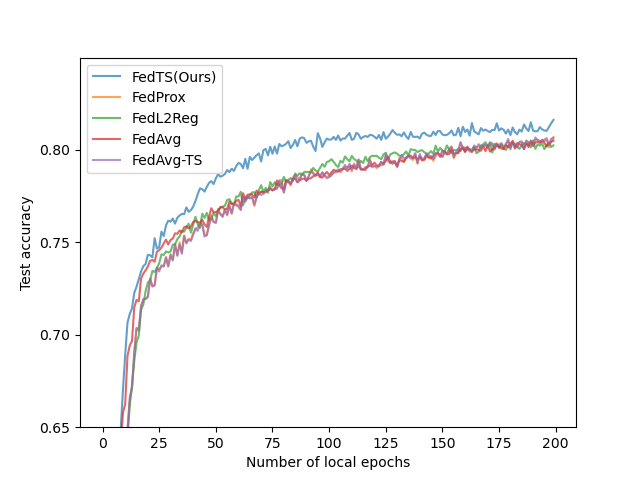 FedTS(Ours)
FedProx
FedL2Reg
FedAvg
FedAvg-TS
0.80
0.75
0.70
0.65
Test accuracy
0 25 50 75 100 125 150 175 200
Number of local epochs